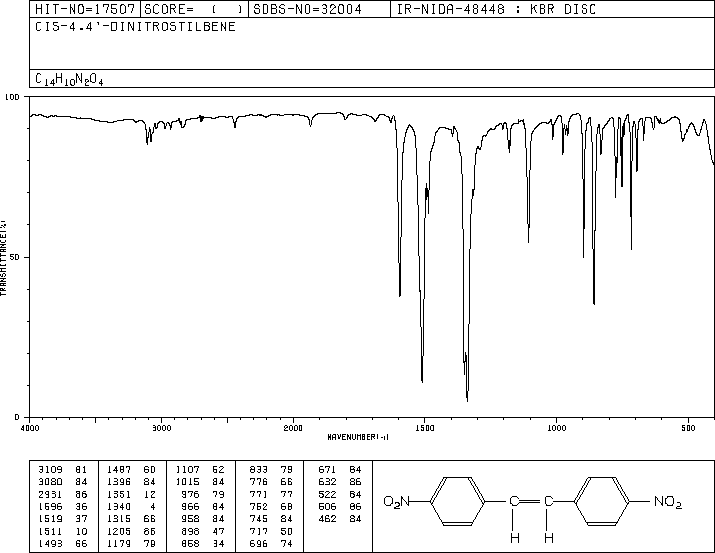 HIT-NO=17507 SCORE= ( ) SDBS-NO=32004 IR-NIDA-48448 : KBR DISC
CIS-4,4'-DINITROSTILBENE
C14H10N2O4
100
50
0
TRANSMITTANCE(%)
4000 3000 2000 1500 1000 500
WAVENUMBER(-1)
3109 81 1487 60 1107 52 833 79 671 84
3080 84 1396 84 1015 84 776 66 632 86
2931 86 1351 12 976 79 771 77 522 84
1596 36 1340 4 966 84 752 68 506 86
1519 37 1315 66 958 84 745 84 462 84
1511 10 1205 86 898 47 717 50
1493 66 1179 79 858 34 696 74
O2N C C NO2
H H